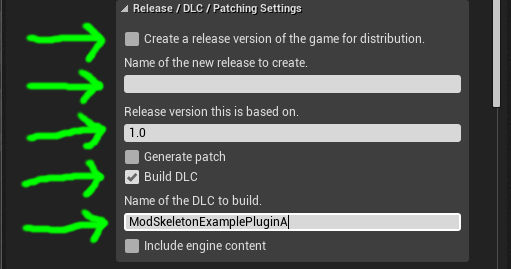 Release / DLC / Patching Settings
Create a release version of the game for distribution.
Name of the new release to create.
Release version this is based on.
1.0
Generate patch
Build DLC
Name of the DLC to build.
ModSkeletonExamplePluginA
Include engine content